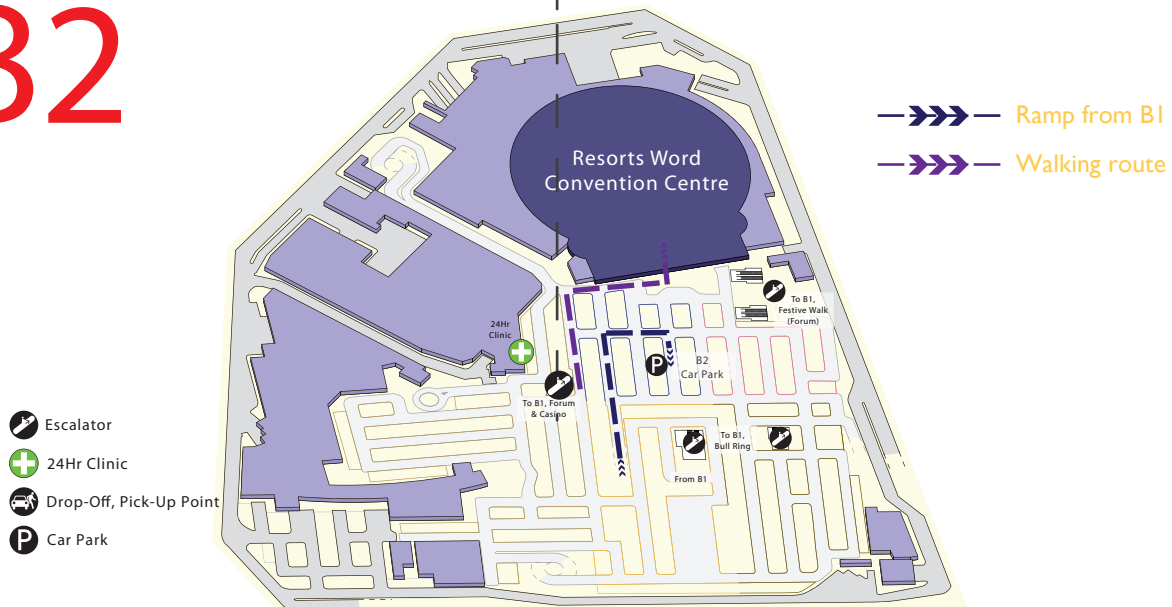 B2
Ramp from B1
Walking route
Resorts Word
Convention Centre
To B1,
Festive Walk
(Forum)
24Hr
Clinic
P
B2
Car Park
To B1, Forum
& Casino
To B1,
Bull Ring
From B1
Escalator
24Hr Clinic
Drop-Off, Pick-Up Point
P
Car Park